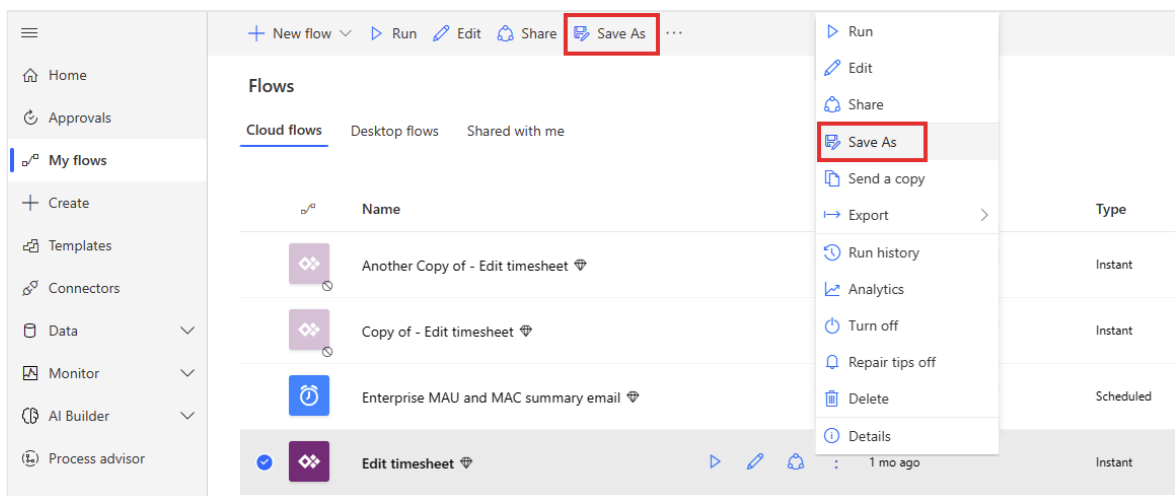 New flow Run Edit Share Save As ...
Home
Approvals
My flows
Create
Templates
Connectors
Data
Monitor
AI Builder
Process advisor
Flows
Cloud flows Desktop flows Shared with me
Name Type
Another Copy of - Edit timesheet Instant
Copy of - Edit timesheet Instant
Enterprise MAU and MAC summary email Scheduled
Edit timesheet 1 mo ago Instant
Run
Edit
Share
Save As
Send a copy
Export
Run history
Analytics
Turn off
Repair tips off
Delete
Details